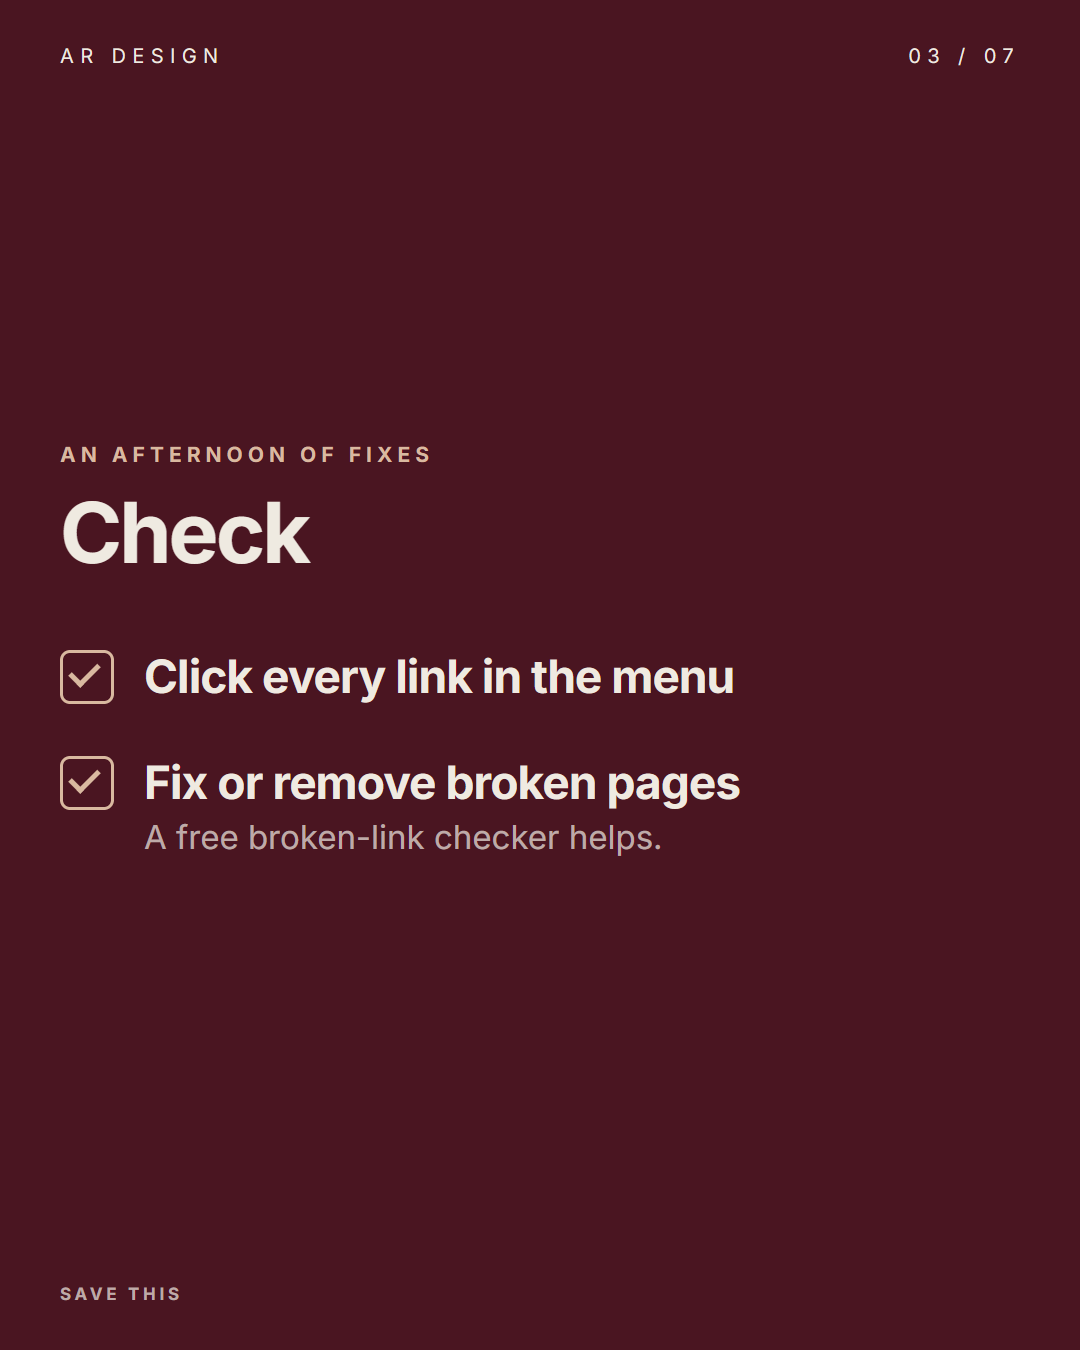 AR DESIGN
03 / 07
AN AFTERNOON OF FIXES
Check
Click every link in the menu
Fix or remove broken pages
A free broken-link checker helps.
SAVE THIS